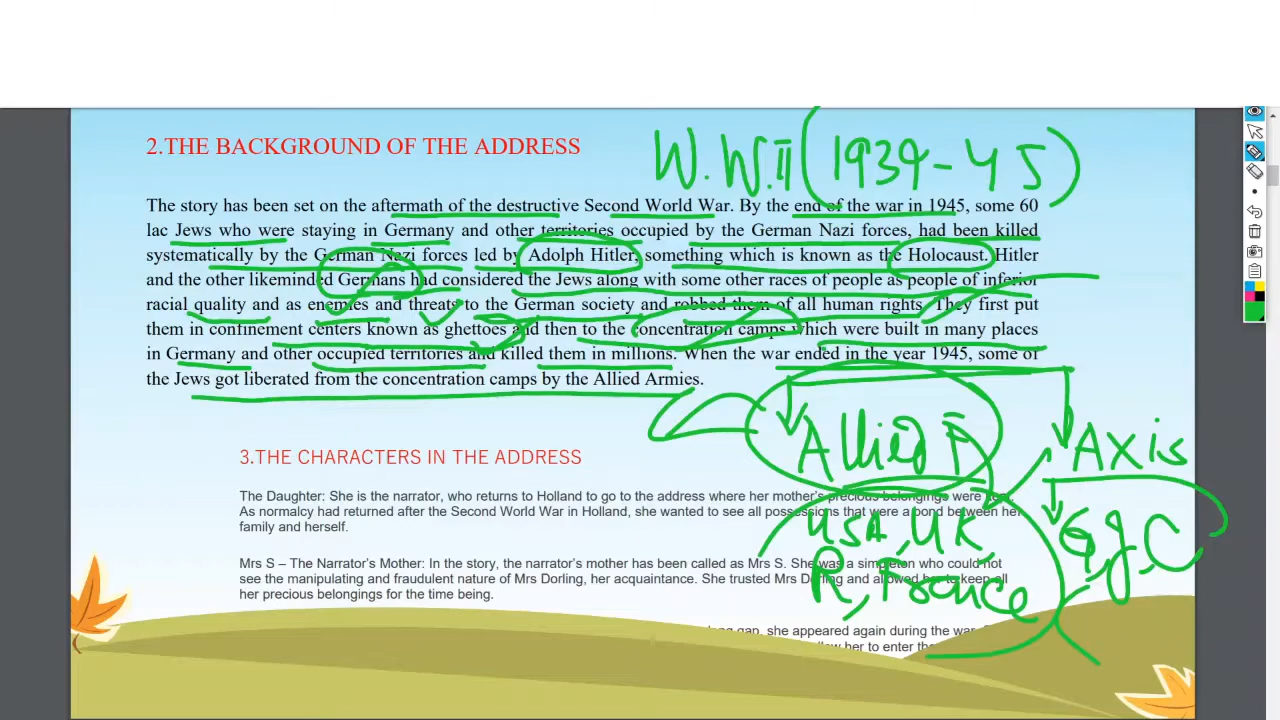 2.THE BACKGROUND OF THE ADDRESS
W.W.II (1939-45)
The story has been set on the aftermath of the destructive Second World War. By the end of the war in 1945, some 60
lac Jews who were staying in Germany and other territories occupied by the German Nazi forces, had been killed
systematically by the German Nazi forces led by Adolph Hitler, something which is known as the Holocaust. Hitler
and the other likeminded Germans had considered the Jews along with some other races of people as people of inferior
racial quality and as enemies and threats to the German society and robbed them of all human rights. They first put
them in confinement centers known as ghettoes and then to the concentration camps which were built in many places
in Germany and other occupied territories and killed them in millions. When the war ended in the year 1945, some of
the Jews got liberated from the concentration camps by the Allied Armies.
Allied F Axis
3.THE CHARACTERS IN THE ADDRESS
The Daughter: She is the narrator, who returns to Holland to go to the address where her mother's precious belongings were
As normalcy had returned after the Second World War in Holland, she wanted to see all possessions that were a bond between her
family and herself.
USA, UK, G, J, C
R, France
Mrs S – The Narrator's Mother: In the story, the narrator's mother has been called as Mrs S. She was a simpleton who could not
see the manipulating and fraudulent nature of Mrs Dorling, her acquaintance. She trusted Mrs Dorling and allowed her to keep all
her precious belongings for the time being.
gap, she appeared again during the war.
her to enter